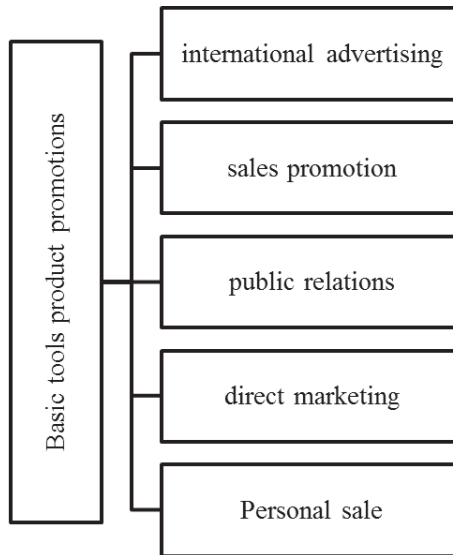 Basic tools product promotions
international advertising
sales promotion
public relations
direct marketing
Personal sale